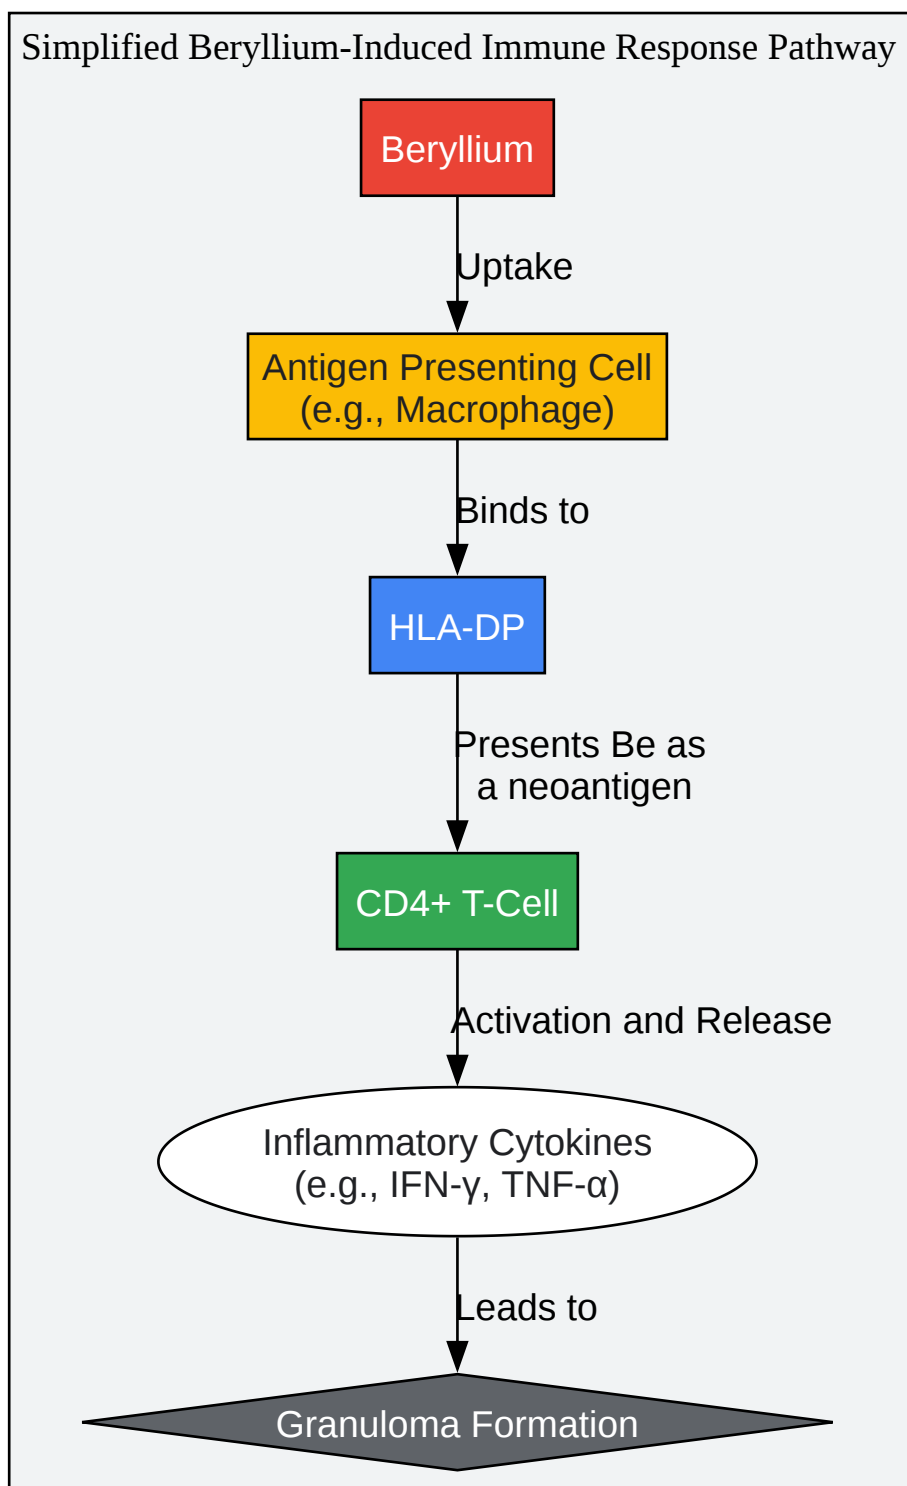 Simplified Beryllium-Induced Immune Response Pathway
Beryllium
Uptake
Antigen Presenting Cell
(e.g., Macrophage)
Binds to
HLA-DP
Presents Be as
a neoantigen
CD4+ T-Cell
Activation and Release
Inflammatory Cytokines
(e.g., IFN-γ, TNF-α)
Leads to
Granuloma Formation